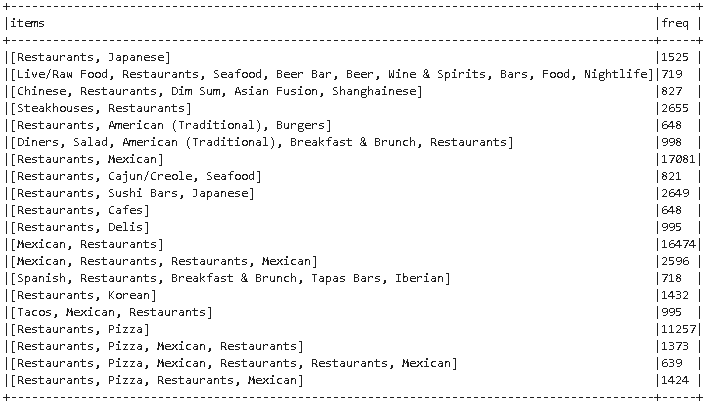 +--------------------------------------------------------------------------------------------+-----+
|items                                                                                       |freq |
+--------------------------------------------------------------------------------------------+-----+
|[Restaurants, Japanese]                                                                     |1525 |
|[Live/Raw Food, Restaurants, Seafood, Beer Bar, Beer, Wine & Spirits, Bars, Food, Nightlife]|719  |
|[Chinese, Restaurants, Dim Sum, Asian Fusion, Shanghainese]                                 |827  |
|[Steakhouses, Restaurants]                                                                  |2655 |
|[Restaurants, American (Traditional), Burgers]                                              |648  |
|[Diners, Salad, American (Traditional), Breakfast & Brunch, Restaurants]                    |998  |
|[Restaurants, Mexican]                                                                      |17081|
|[Restaurants, Cajun/Creole, Seafood]                                                        |821  |
|[Restaurants, Sushi Bars, Japanese]                                                         |2649 |
|[Restaurants, Cafes]                                                                        |648  |
|[Restaurants, Delis]                                                                        |995  |
|[Mexican, Restaurants]                                                                      |16474|
|[Mexican, Restaurants, Restaurants, Mexican]                                                |2596 |
|[Spanish, Restaurants, Breakfast & Brunch, Tapas Bars, Iberian]                             |718  |
|[Restaurants, Korean]                                                                       |1432 |
|[Tacos, Mexican, Restaurants]                                                               |995  |
|[Restaurants, Pizza]                                                                        |11257|
|[Restaurants, Pizza, Mexican, Restaurants]                                                  |1373 |
|[Restaurants, Pizza, Mexican, Restaurants, Restaurants, Mexican]                            |639  |
|[Restaurants, Pizza, Restaurants, Mexican]                                                  |1424 |
+--------------------------------------------------------------------------------------------+-----+